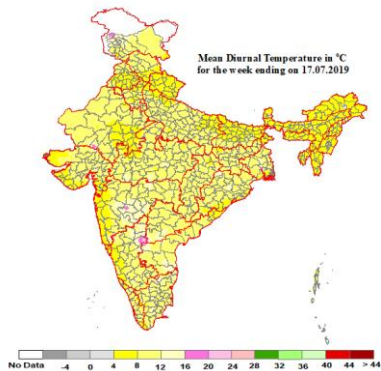 Mean Diurnal Temperature in °C
for the week ending on 17.07.2019
No Data -4 0 4 8 12 16 20 24 28 32 36 40 44 > 44